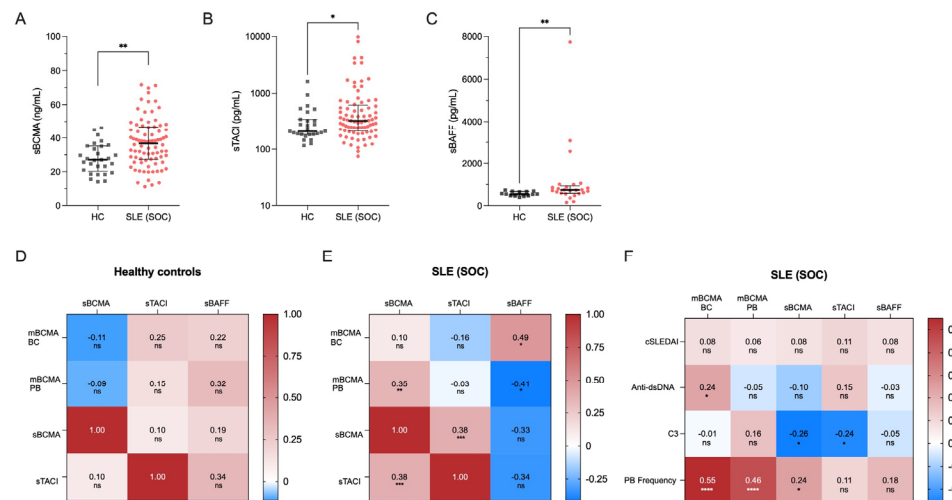 A
B
C
**
*
**
100
80
60
40
20
0
sBCMA (ng/mL)
HC
SLE (SOC)
10000
1000
100
10
sTACI (pg/mL)
HC
SLE (SOC)
8000
6000
4000
2000
0
sBAFF (pg/mL)
HC
SLE (SOC)
D
Healthy controls
sBCMA sTACI sBAFF
mBCMA BC
-0.11 0.25 0.22
ns ns ns
mBCMA PB
-0.09 0.15 0.32
ns ns ns
sBCMA
1.00 0.10 0.19
ns ns
sTACI
0.10 1.00 0.34
ns ns
1.00
0.75
0.50
0.25
0
E
SLE (SOC)
sBCMA sTACI sBAFF
mBCMA BC
0.10 -0.16 0.49
ns ns *
mBCMA PB
0.35 -0.03 -0.41
** ns *
sBCMA
1.00 0.38 -0.33
*** ns
sTACI
0.38 1.00 -0.34
*** ns
1.00
0.75
0.50
0.25
0
-0.25
F
SLE (SOC)
mBCMA BC
mBCMA PB
sBCMA sTACI sBAFF
cSLEDAI
0.08 0.06 0.08 0.11 0.08
ns ns ns ns ns
Anti-dsDNA
0.24 -0.05 -0.10 0.15 -0.03
* ns ns ns ns
C3
-0.01 0.16 -0.26 -0.24 -0.05
ns ns * * ns
PB Frequency
0.55 0.46 0.24 0.11 0.18
**** **** * ns ns